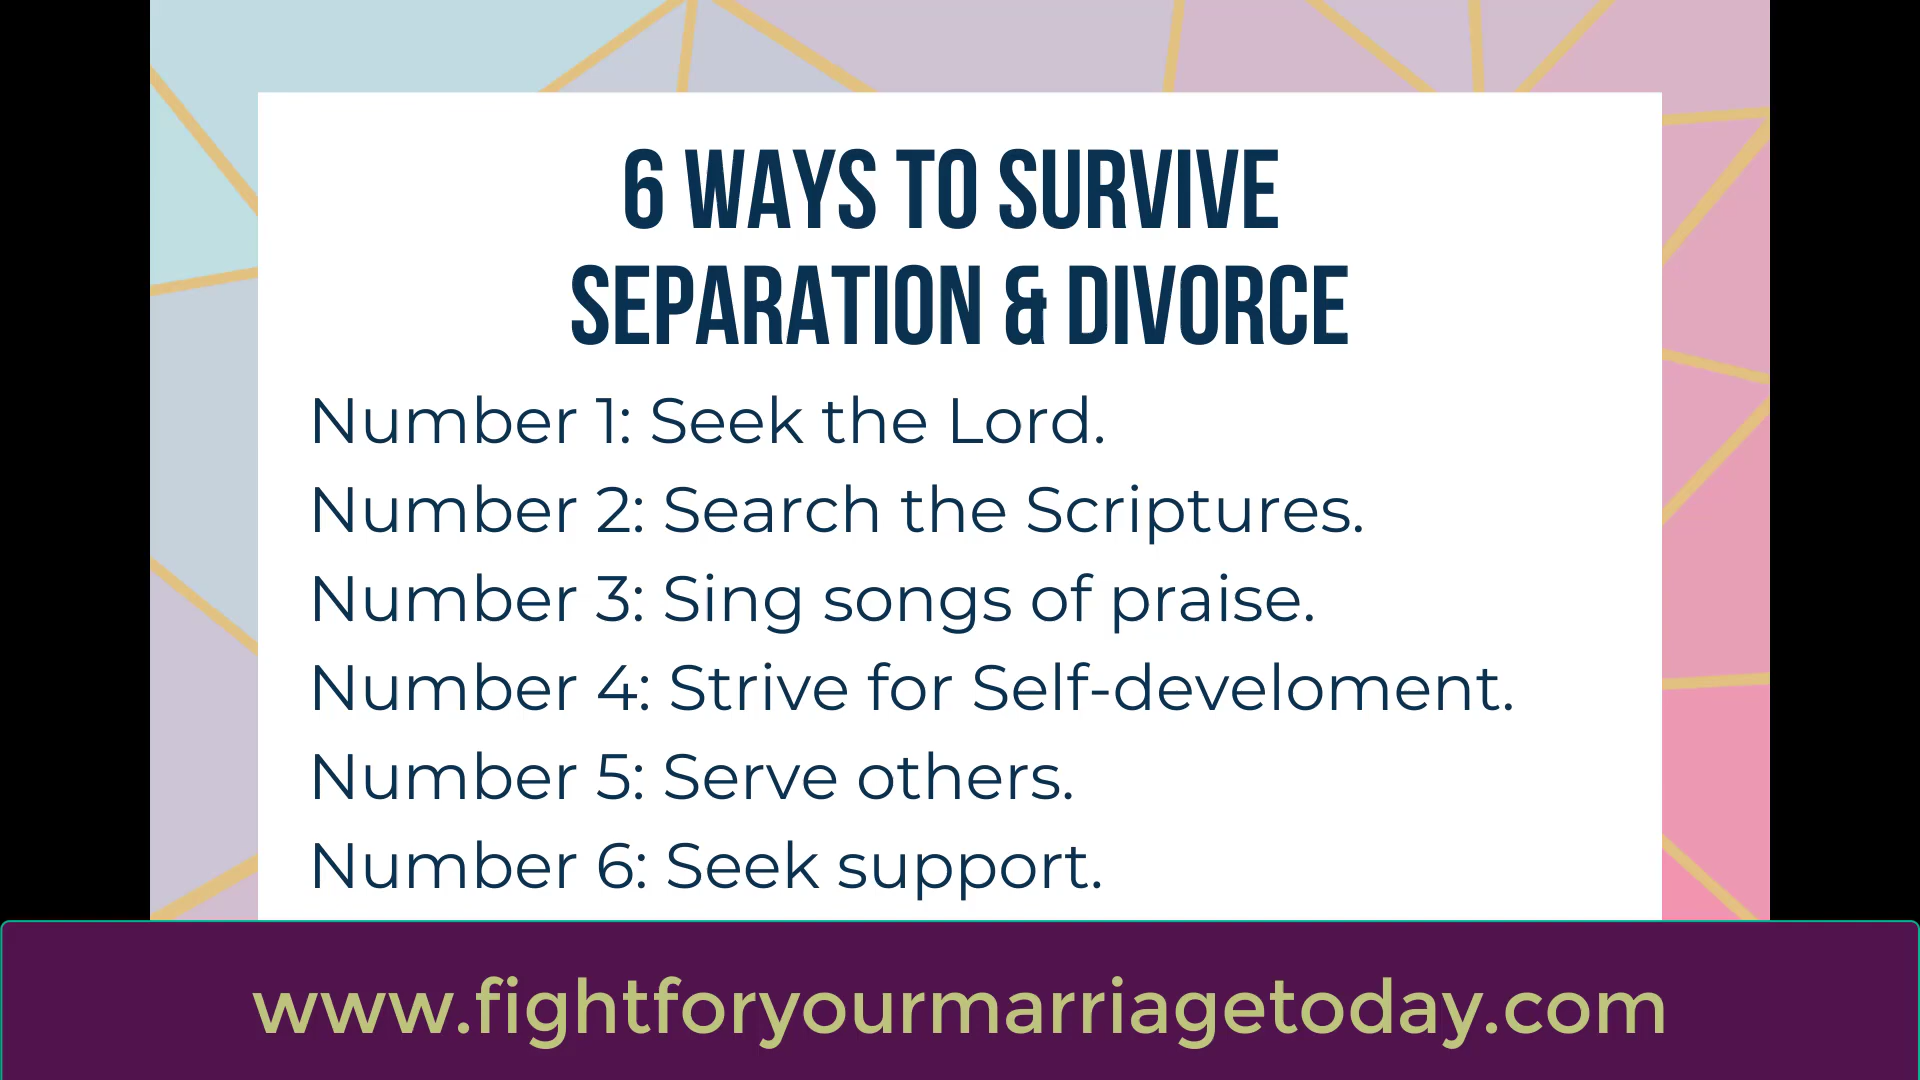 6 WAYS TO SURVIVE
SEPARATION & DIVORCE
Number 1: Seek the Lord.
Number 2: Search the Scriptures.
Number 3: Sing songs of praise.
Number 4: Strive for Self-develoment.
Number 5: Serve others.
Number 6: Seek support.
www.fightforyourmarriagetoday.com